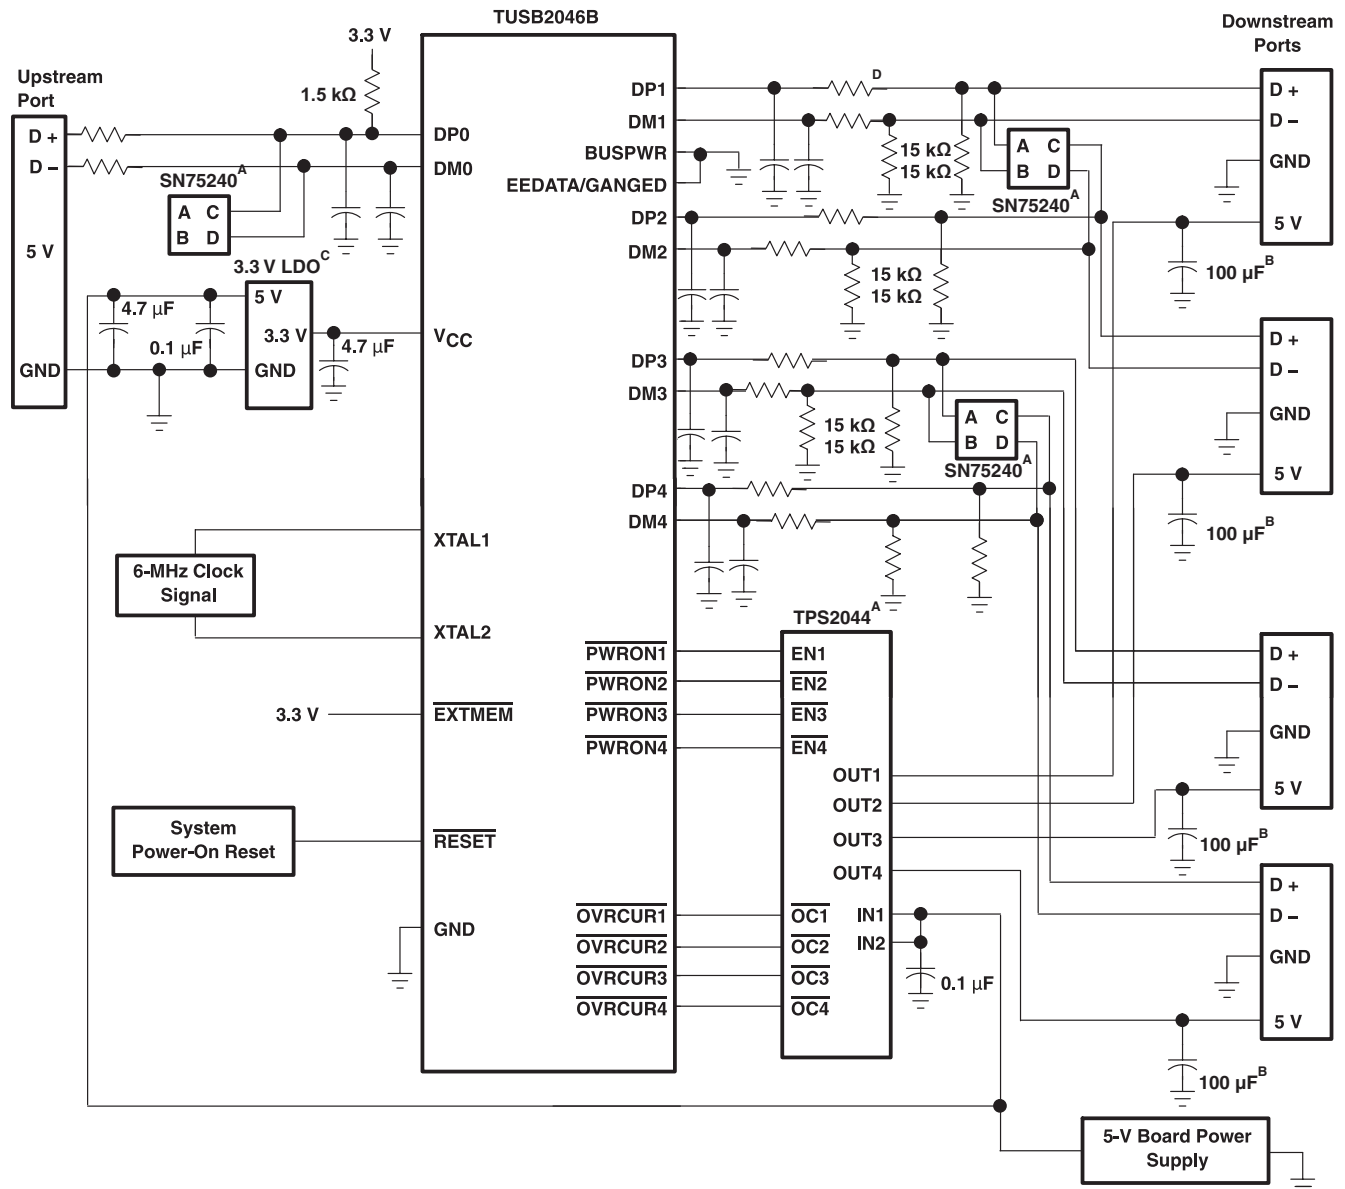 TUSB2046B
Downstream
Ports
3.3 V
Upstream
Port
1.5 kΩ
D +
D −
5 V
GND
SN75240A
A C
B D
3.3 V LDOC
5 V
3.3 V
GND
4.7 µF
0.1 µF
4.7 µF
6-MHz Clock
Signal
3.3 V
System
Power-On Reset
DP0
DM0
VCC
XTAL1
XTAL2
EXTMEM
RESET
GND
DP1
DM1
BUSPWR
EEDATA/GANGED
DP2
DM2
DP3
DM3
DP4
DM4
PWRON1
PWRON2
PWRON3
PWRON4
OVRCUR1
OVRCUR2
OVRCUR3
OVRCUR4
D
15 kΩ
15 kΩ
A C
B D
SN75240A
15 kΩ
15 kΩ
15 kΩ
15 kΩ
A C
B D
SN75240A
TPS2044A
EN1
EN2
EN3
EN4
OUT1
OUT2
OUT3
OUT4
OC1
OC2
OC3
OC4
IN1
IN2
0.1 µF
D +
D −
GND
5 V
100 µFB
D +
D −
GND
5 V
100 µFB
D +
D −
GND
5 V
100 µFB
D +
D −
GND
5 V
100 µFB
5-V Board Power
Supply